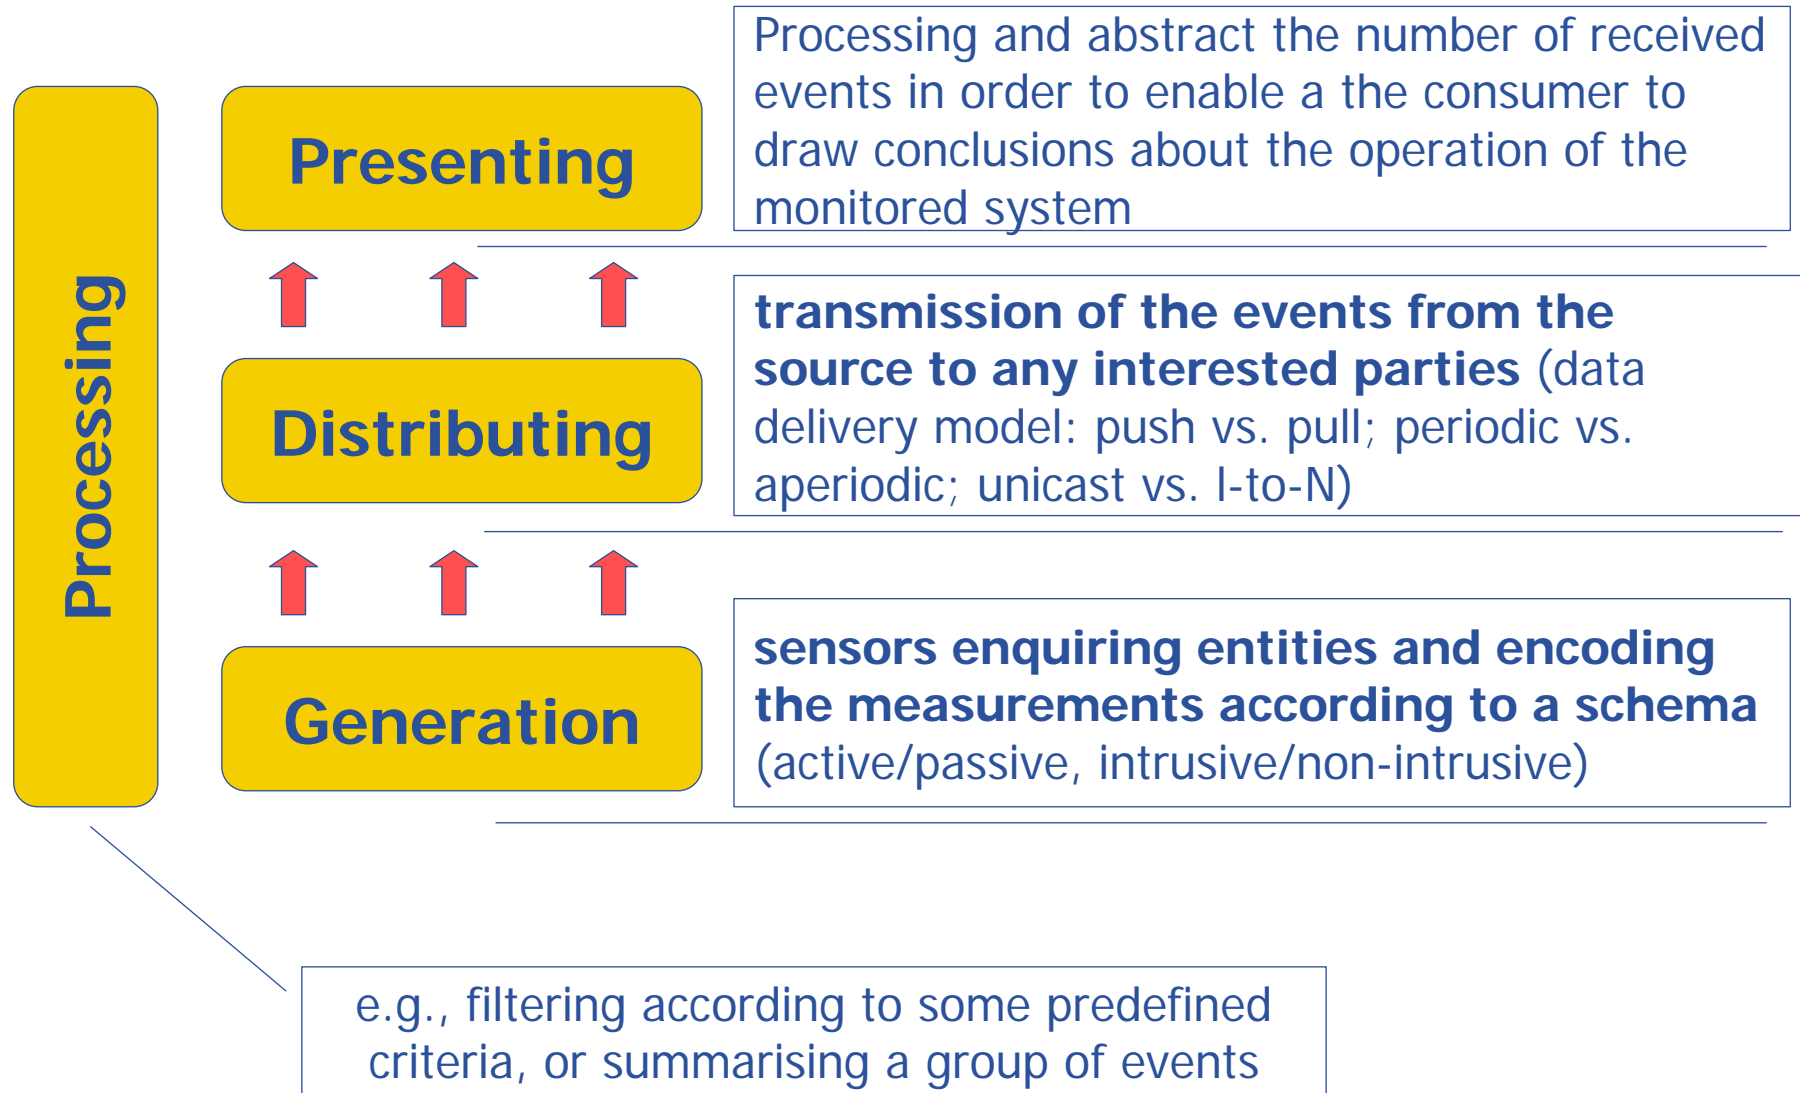 Processing
Presenting
Processing and abstract the number of received
events in order to enable a the consumer to
draw conclusions about the operation of the
monitored system
Distributing
transmission of the events from the
source to any interested parties (data
delivery model: push vs. pull; periodic vs.
aperiodic; unicast vs. l-to-N)
Generation
sensors enquiring entities and encoding
the measurements according to a schema
(active/passive, intrusive/non-intrusive)
e.g., filtering according to some predefined
criteria, or summarising a group of events